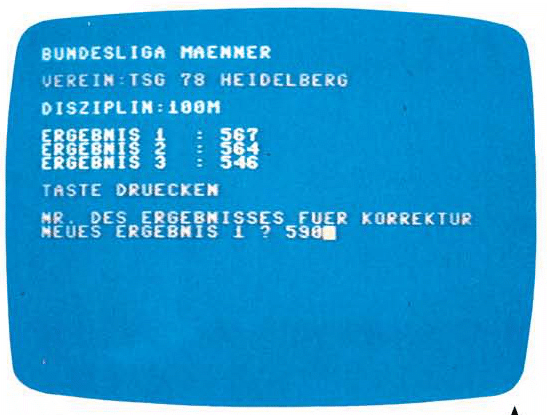 BUNDESLIGA MAENNER
VEREIN:TSG 78 HEIDELBERG
DISZIPLIN:100M
ERGEBNIS 1 : 567
ERGEBNIS 2 : 564
ERGEBNIS 3 : 546
TASTE DRUECKEN
NR. DES ERGEBNISSES FUER KORREKTUR
NEUES ERGEBNIS 1 ? 590